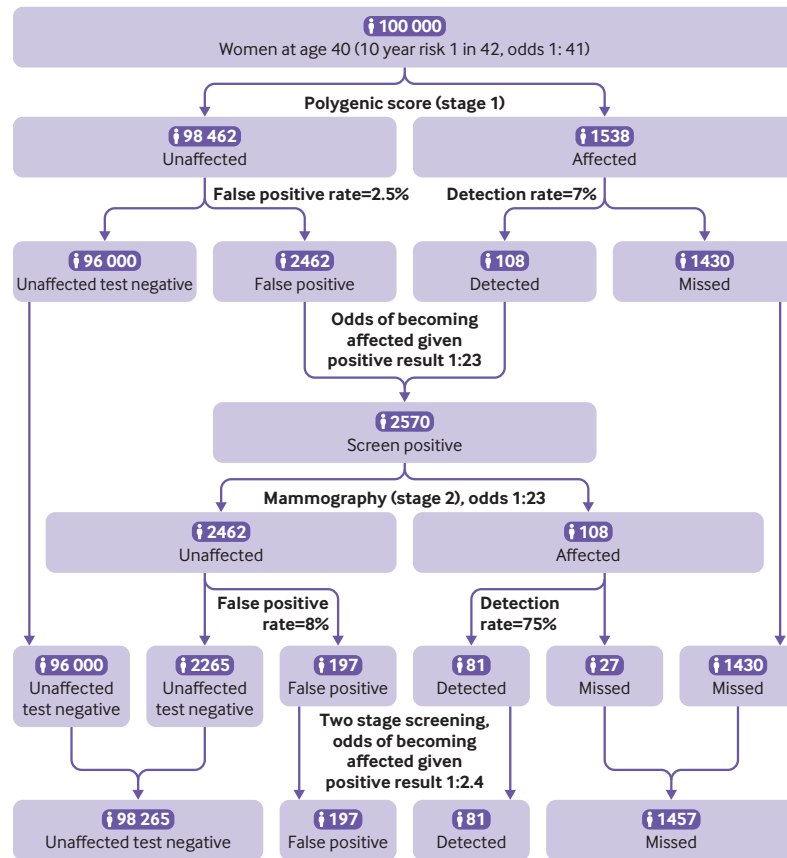 100 000
Women at age 40 (10 year risk 1 in 42, odds 1: 41)
Polygenic score (stage 1)
98 462
Unaffected
1538
Affected
False positive rate=2.5%
Detection rate=7%
96 000
Unaffected test negative
2462
False positive
108
Detected
1430
Missed
Odds of becoming
affected given
positive result 1:23
2570
Screen positive
Mammography (stage 2), odds 1:23
2462
Unaffected
108
Affected
False positive
rate=8%
Detection
rate=75%
96 000
Unaffected
test negative
2265
Unaffected
test negative
197
False positive
81
Detected
27
Missed
1430
Missed
Two stage screening,
odds of becoming
affected given
positive result 1:2.4
98 265
Unaffected test negative
197
False positive
81
Detected
1457
Missed